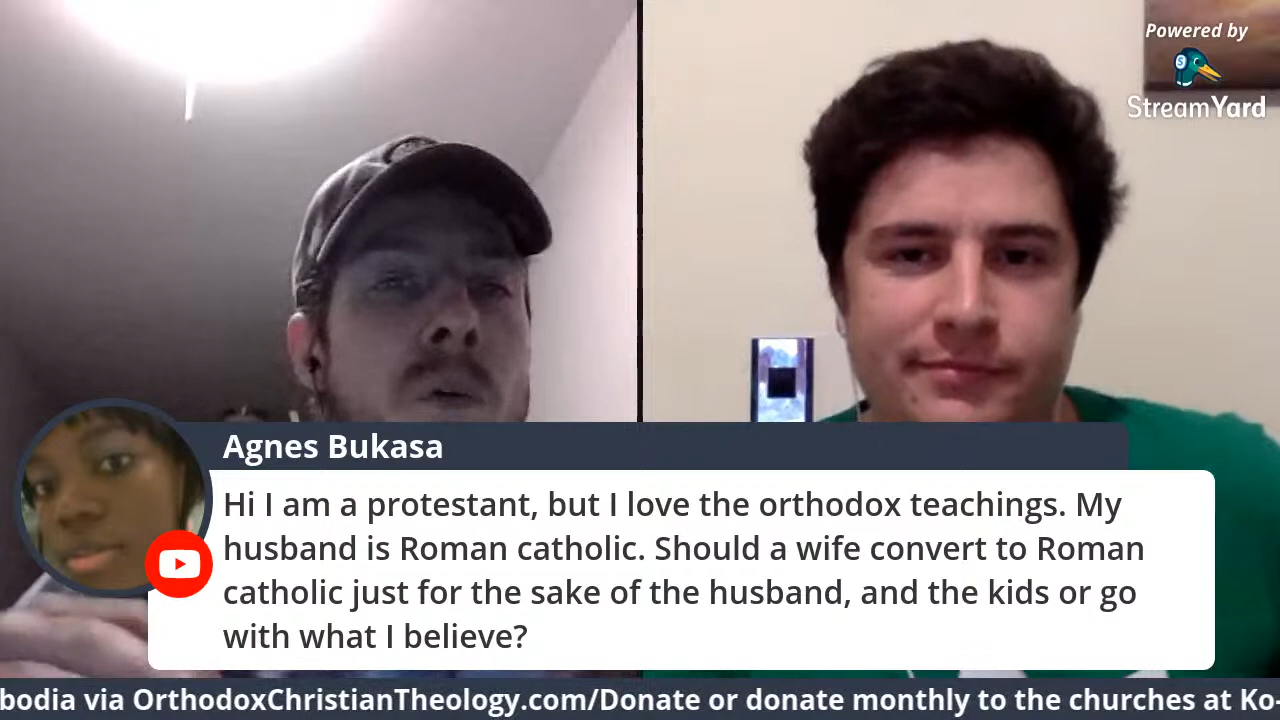 Powered by
StreamYard
Agnes Bukasa
Hi I am a protestant, but I love the orthodox teachings. My
husband is Roman catholic. Should a wife convert to Roman
catholic just for the sake of the husband, and the kids or go
with what I believe?
bodia via OrthodoxChristianTheology.com/Donate or donate monthly to the churches at Ko-